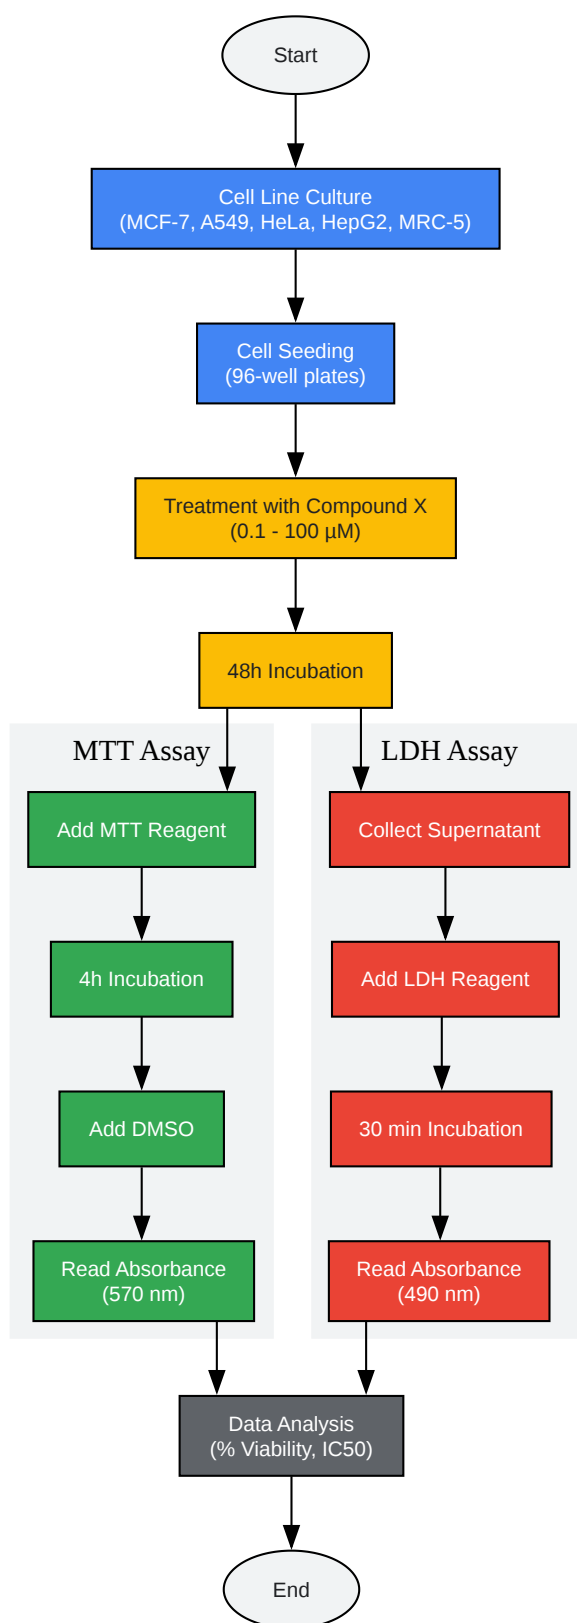 Start
Cell Line Culture
(MCF-7, A549, HeLa, HepG2, MRC-5)
Cell Seeding
(96-well plates)
Treatment with Compound X
(0.1 - 100 µM)
48h Incubation
MTT Assay
Add MTT Reagent
4h Incubation
Add DMSO
Read Absorbance
(570 nm)
LDH Assay
Collect Supernatant
Add LDH Reagent
30 min Incubation
Read Absorbance
(490 nm)
Data Analysis
(% Viability, IC50)
End